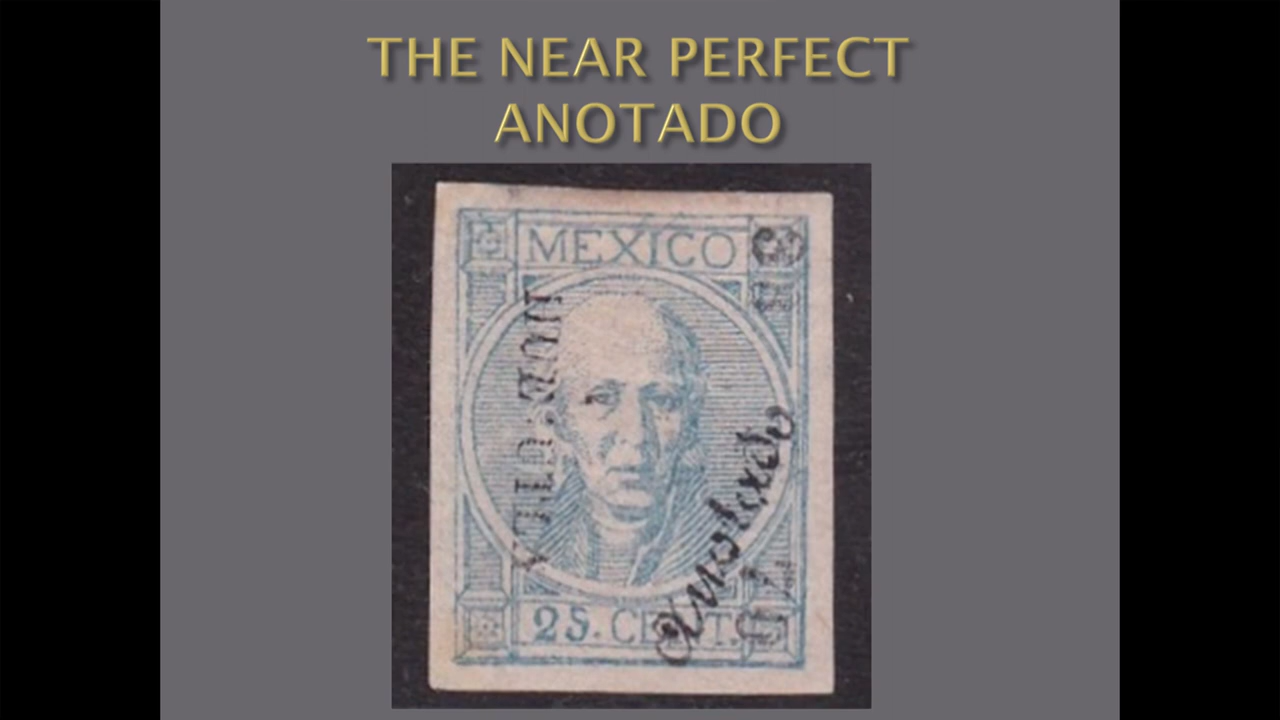 THE NEAR PERFECT
ANOTADO
MEXICO
Anotado
25. CENT.